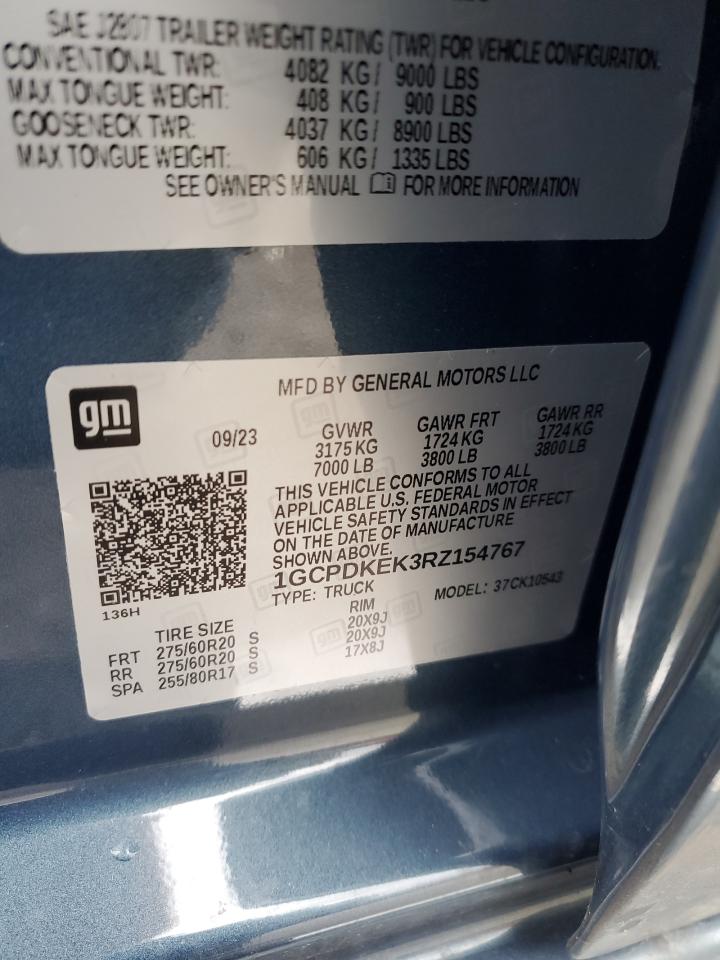 SAE J2807 TRAILER WEIGHT RATING (TWR) FOR VEHICLE CONFIGURATION.
CONVENTIONAL TWR: 4082 KG/ 9000 LBS
MAX TONGUE WEIGHT: 408 KG/ 900 LBS
GOOSENECK TWR: 4037 KG/ 8900 LBS
MAX TONGUE WEIGHT: 606 KG/ 1335 LBS
SEE OWNER'S MANUAL FOR MORE INFORMATION
gm
MFD BY GENERAL MOTORS LLC
09/23
GVWR GAWR FRT GAWR RR
3175 KG 1724 KG 1724 KG
7000 LB 3800 LB 3800 LB
THIS VEHICLE CONFORMS TO ALL
APPLICABLE U.S. FEDERAL MOTOR
VEHICLE SAFETY STANDARDS IN EFFECT
ON THE DATE OF MANUFACTURE
SHOWN ABOVE.
1GCPDKEK3RZ154767
TYPE: TRUCK MODEL: 37CK10543
136H
TIRE SIZE RIM
FRT 275/60R20 S 20X9J
RR 275/60R20 S 20X9J
SPA 255/80R17 S 17X8J